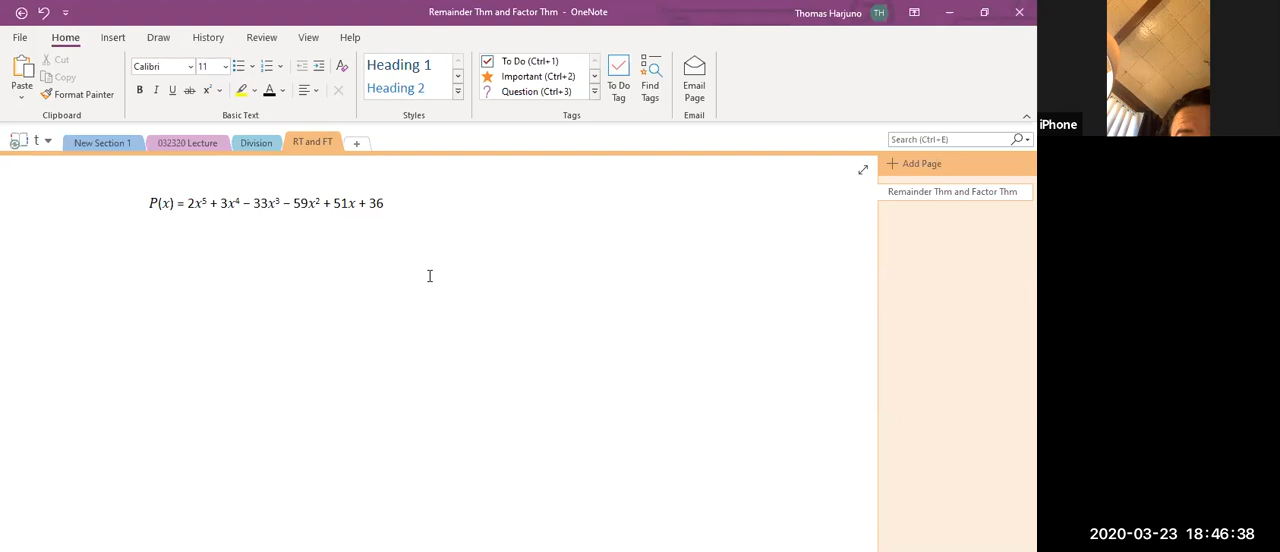 Remainder Thm and Factor Thm - OneNote
Thomas Harjuno TH
File Home Insert Draw History Review View Help
Paste Cut Copy Format Painter
Clipboard
Calibri 11
B I U ab x²
Basic Text
Heading 1
Heading 2
Styles
To Do (Ctrl+1)
Important (Ctrl+2)
Question (Ctrl+3)
To Do Tag
Find Tags
Tags
Email Page
Email
iPhone
t New Section 1 032320 Lecture Division RT and FT +
Search (Ctrl+E)
Add Page
Remainder Thm and Factor Thm
P(x) = 2x⁵ + 3x⁴ − 33x³ − 59x² + 51x + 36
2020-03-23 18:46:38